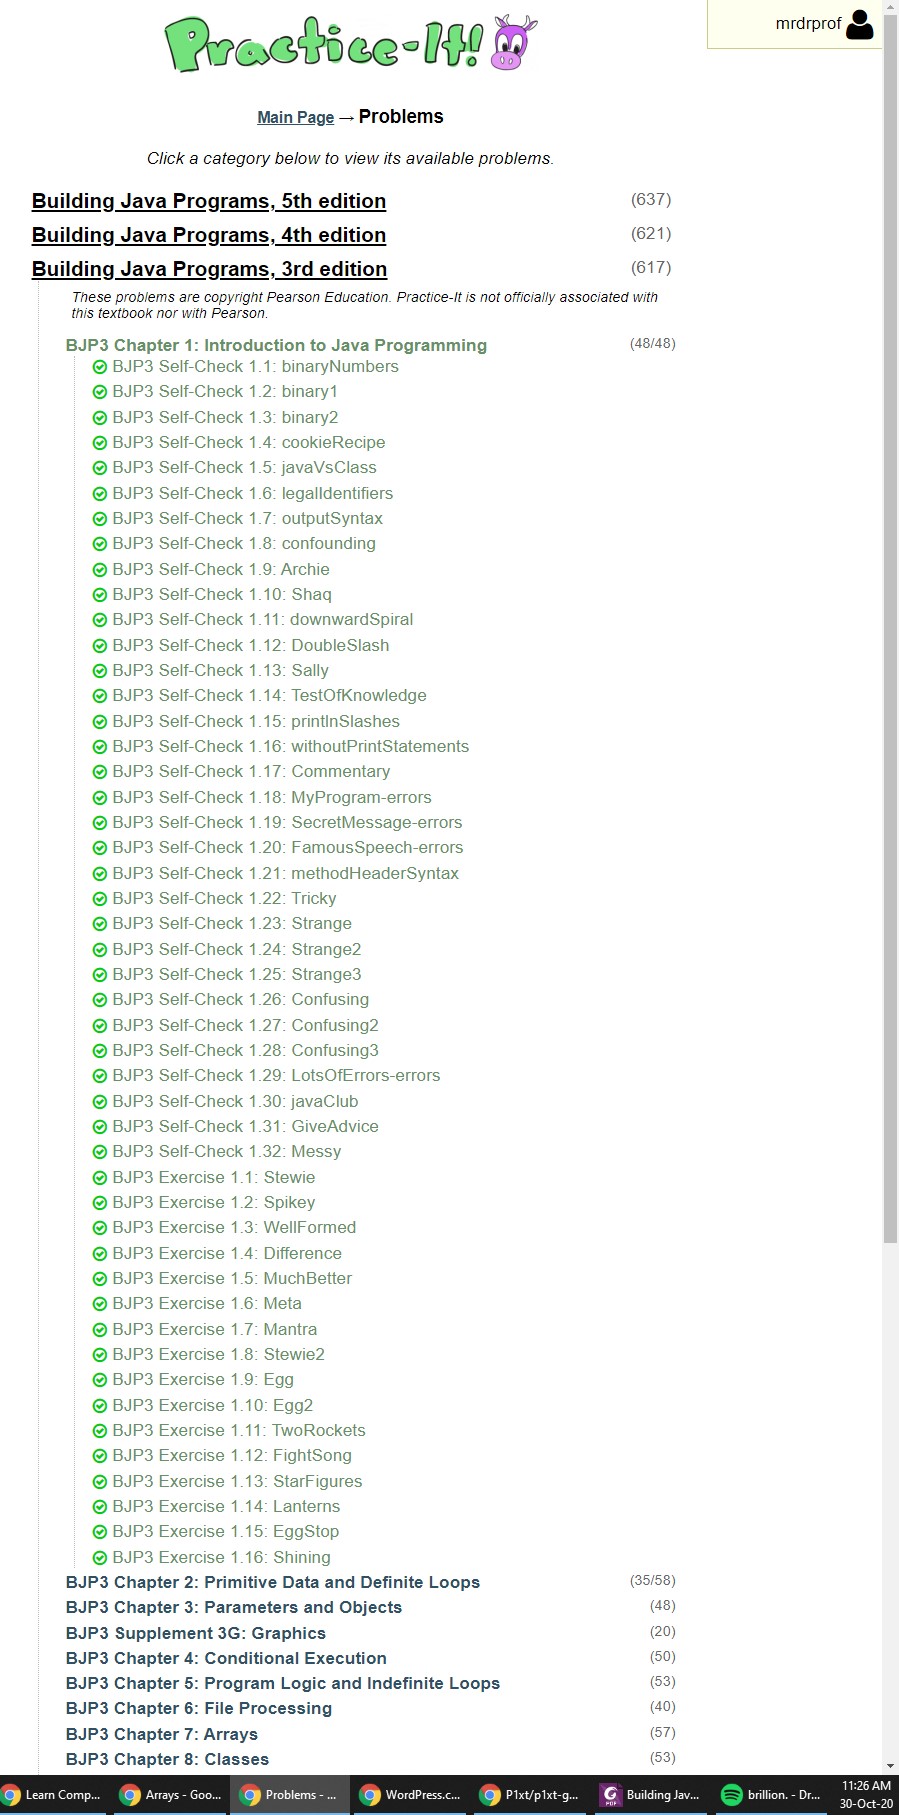 Practice-It!
mrdrprof
Main Page → Problems
Click a category below to view its available problems.
Building Java Programs, 5th edition (637)
Building Java Programs, 4th edition (621)
Building Java Programs, 3rd edition (617)
These problems are copyright Pearson Education. Practice-It is not officially associated with
this textbook nor with Pearson.
BJP3 Chapter 1: Introduction to Java Programming (48/48)
BJP3 Self-Check 1.1: binaryNumbers
BJP3 Self-Check 1.2: binary1
BJP3 Self-Check 1.3: binary2
BJP3 Self-Check 1.4: cookieRecipe
BJP3 Self-Check 1.5: javaVsClass
BJP3 Self-Check 1.6: legalIdentifiers
BJP3 Self-Check 1.7: outputSyntax
BJP3 Self-Check 1.8: confounding
BJP3 Self-Check 1.9: Archie
BJP3 Self-Check 1.10: Shaq
BJP3 Self-Check 1.11: downwardSpiral
BJP3 Self-Check 1.12: DoubleSlash
BJP3 Self-Check 1.13: Sally
BJP3 Self-Check 1.14: TestOfKnowledge
BJP3 Self-Check 1.15: printlnSlashes
BJP3 Self-Check 1.16: withoutPrintStatements
BJP3 Self-Check 1.17: Commentary
BJP3 Self-Check 1.18: MyProgram-errors
BJP3 Self-Check 1.19: SecretMessage-errors
BJP3 Self-Check 1.20: FamousSpeech-errors
BJP3 Self-Check 1.21: methodHeaderSyntax
BJP3 Self-Check 1.22: Tricky
BJP3 Self-Check 1.23: Strange
BJP3 Self-Check 1.24: Strange2
BJP3 Self-Check 1.25: Strange3
BJP3 Self-Check 1.26: Confusing
BJP3 Self-Check 1.27: Confusing2
BJP3 Self-Check 1.28: Confusing3
BJP3 Self-Check 1.29: LotsOfErrors-errors
BJP3 Self-Check 1.30: javaClub
BJP3 Self-Check 1.31: GiveAdvice
BJP3 Self-Check 1.32: Messy
BJP3 Exercise 1.1: Stewie
BJP3 Exercise 1.2: Spikey
BJP3 Exercise 1.3: WellFormed
BJP3 Exercise 1.4: Difference
BJP3 Exercise 1.5: MuchBetter
BJP3 Exercise 1.6: Meta
BJP3 Exercise 1.7: Mantra
BJP3 Exercise 1.8: Stewie2
BJP3 Exercise 1.9: Egg
BJP3 Exercise 1.10: Egg2
BJP3 Exercise 1.11: TwoRockets
BJP3 Exercise 1.12: FightSong
BJP3 Exercise 1.13: StarFigures
BJP3 Exercise 1.14: Lanterns
BJP3 Exercise 1.15: EggStop
BJP3 Exercise 1.16: Shining
BJP3 Chapter 2: Primitive Data and Definite Loops (35/58)
BJP3 Chapter 3: Parameters and Objects (48)
BJP3 Supplement 3G: Graphics (20)
BJP3 Chapter 4: Conditional Execution (50)
BJP3 Chapter 5: Program Logic and Indefinite Loops (53)
BJP3 Chapter 6: File Processing (40)
BJP3 Chapter 7: Arrays (57)
BJP3 Chapter 8: Classes (53)
Learn Comp... Arrays - Goo... Problems - ... WordPress.c... P1xt/p1xt-g... Building Jav... brillion. - Dr... 11:26 AM
30-Oct-20